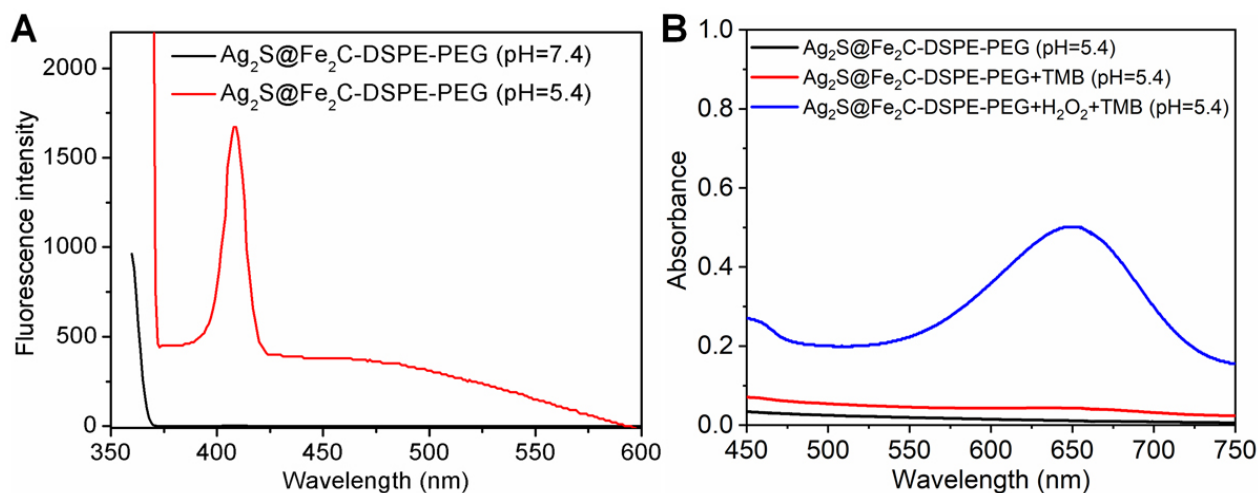 A
Ag₂S@Fe₂C-DSPE-PEG (pH=7.4)
Ag₂S@Fe₂C-DSPE-PEG (pH=5.4)
Fluorescence intensity
2000
1500
1000
500
0
350 400 450 500 550 600
Wavelength (nm)
B
Ag₂S@Fe₂C-DSPE-PEG (pH=5.4)
Ag₂S@Fe₂C-DSPE-PEG+TMB (pH=5.4)
Ag₂S@Fe₂C-DSPE-PEG+H₂O₂+TMB (pH=5.4)
Absorbance
1.0
0.8
0.6
0.4
0.2
0.0
450 500 550 600 650 700 750
Wavelength (nm)